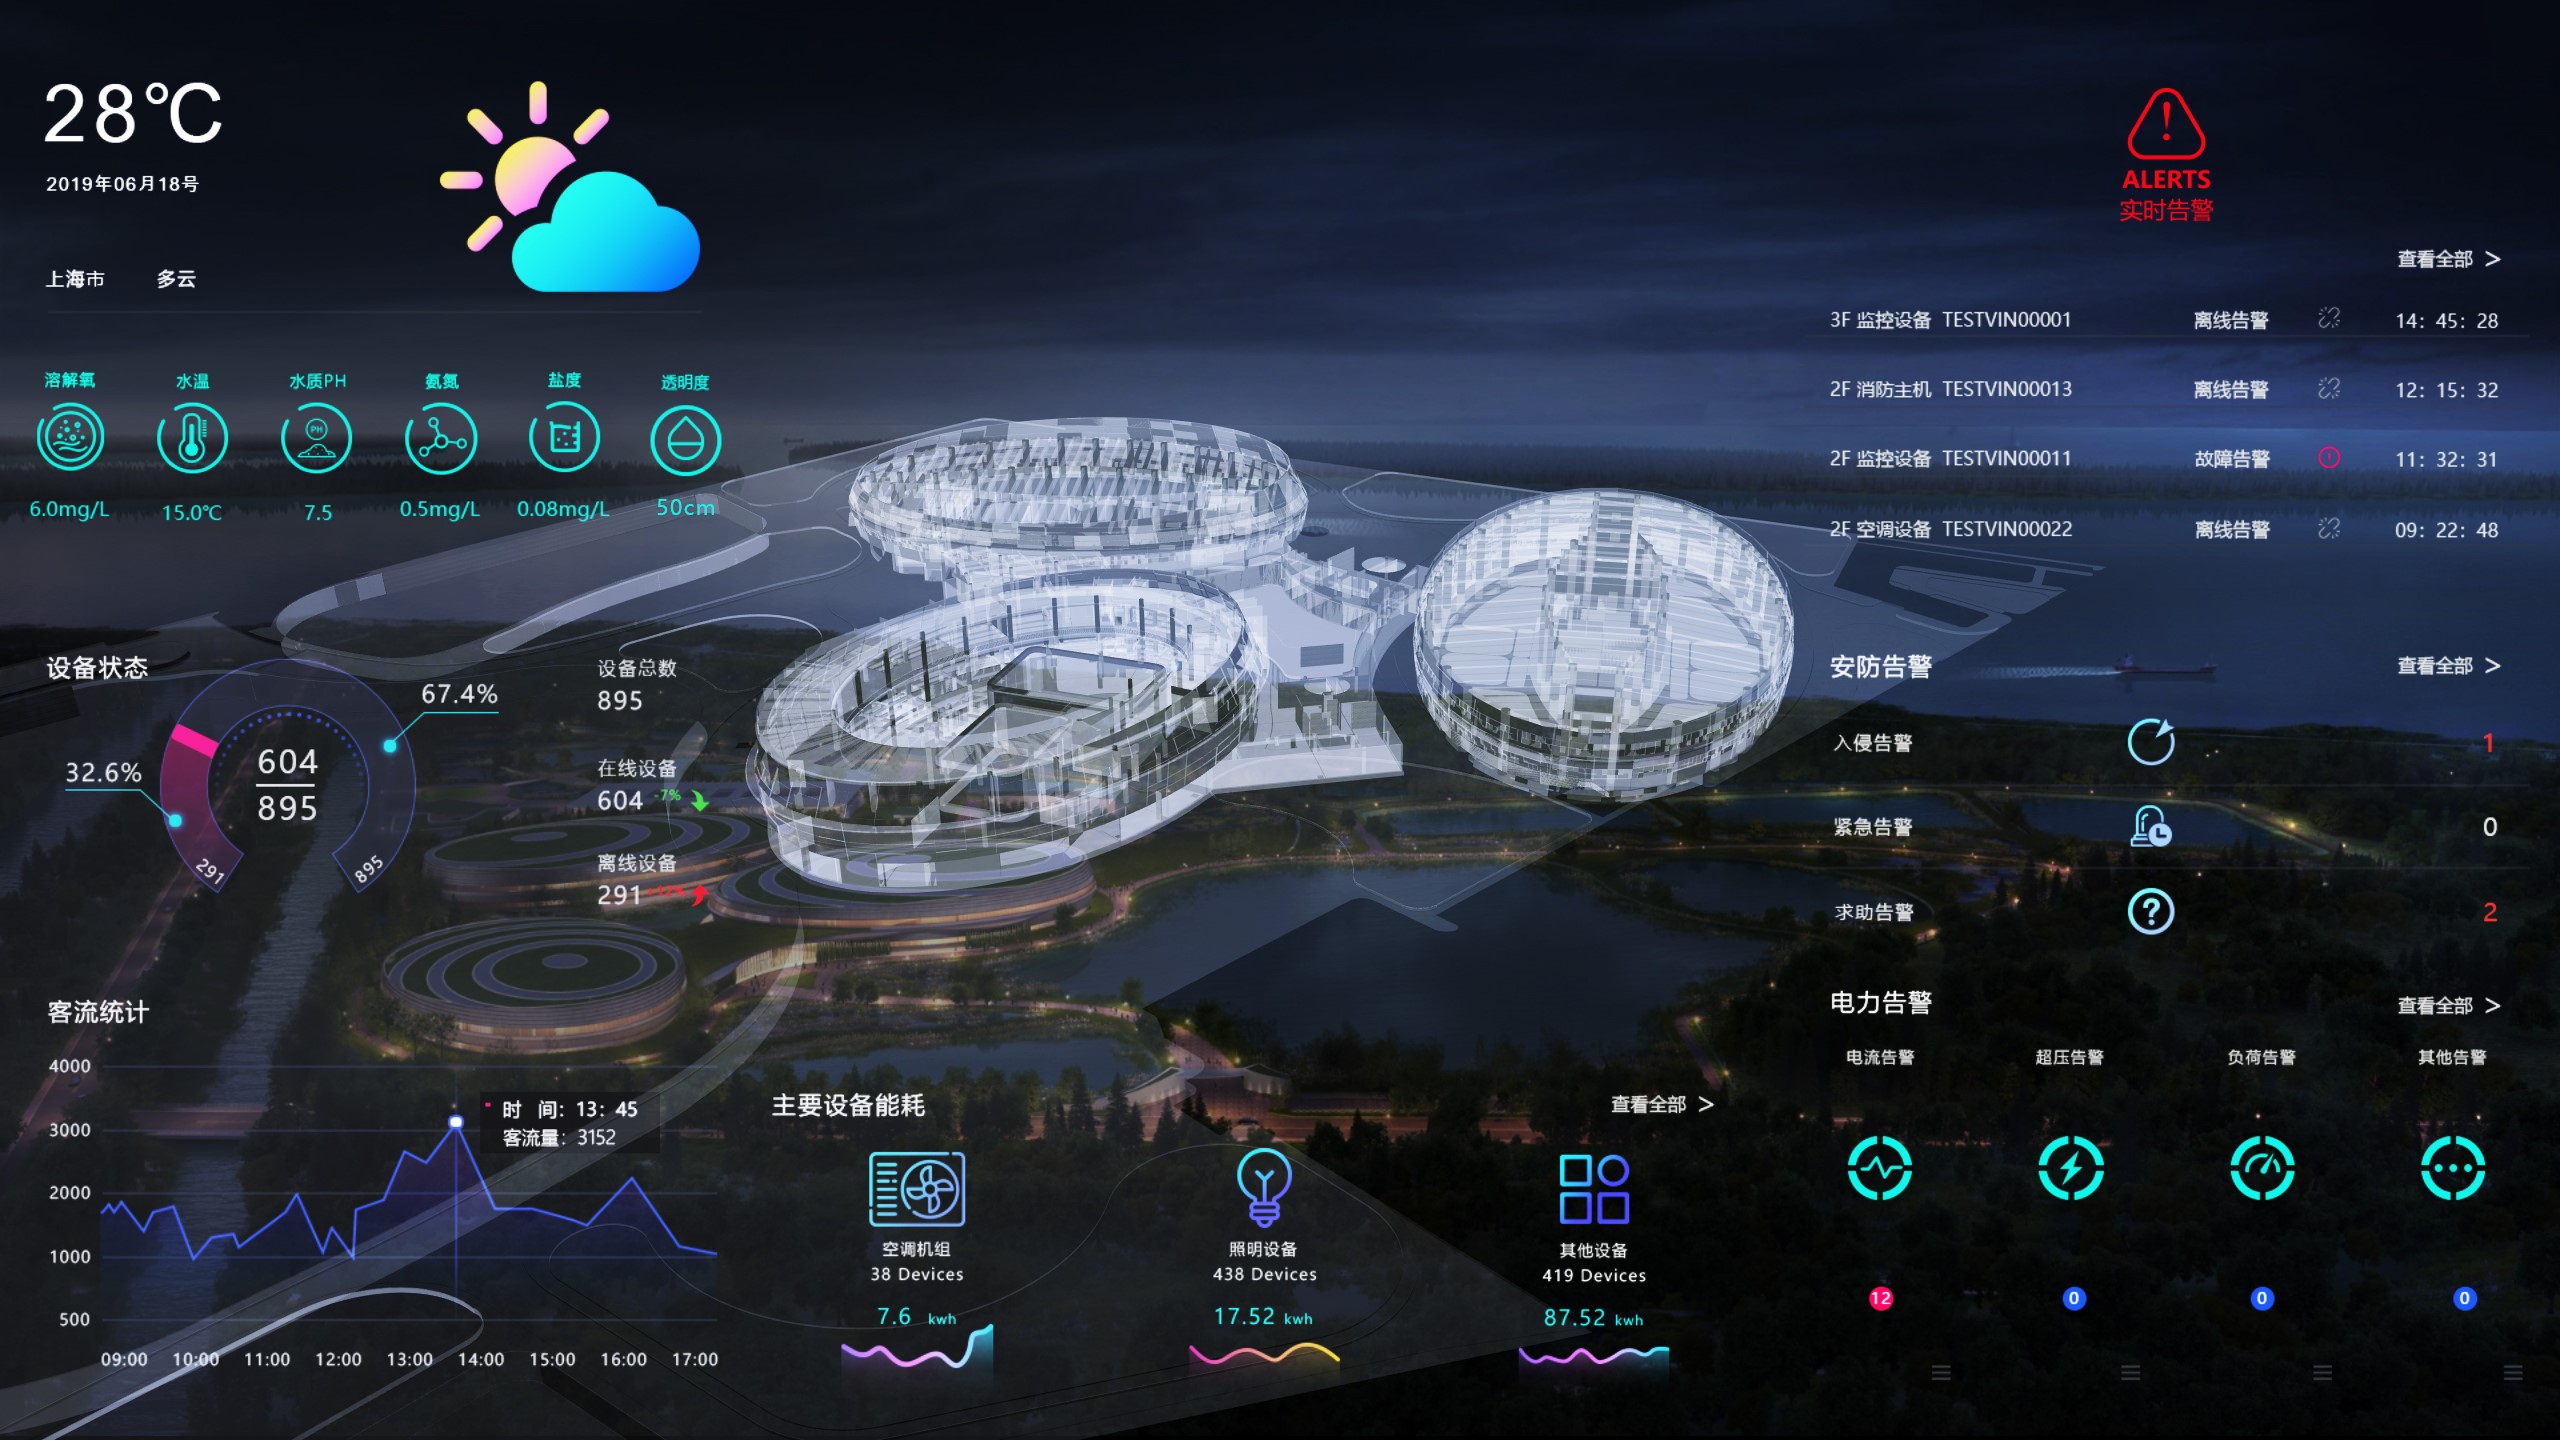 28℃
2019年06月18号
上海市 多云
溶解氧 水温 水质PH 氨氮 盐度 透明度
PH
6.0mg/L 15.0℃ 7.5 0.5mg/L 0.08mg/L 50cm
设备状态
67.4%
32.6%
604
895
291
895
设备总数
895
在线设备
604 -7%
离线设备
291
客流统计
4000
3000
2000
1000
500
时 间：13：45
客流量：3152
09:00 10:00 11:00 12:00 13:00 14:00 15:00 16:00 17:00
主要设备能耗
查看全部 >
空调机组
38 Devices
7.6 kwh
照明设备
438 Devices
17.52 kwh
其他设备
419 Devices
87.52 kwh
ALERTS
实时告警
查看全部 >
3F 监控设备 TESTVIN00001 离线告警 14：45：28
2F 消防主机 TESTVIN00013 离线告警 12：15：32
2F 监控设备 TESTVIN00011 故障告警 11：32：31
2F 空调设备 TESTVIN00022 离线告警 09：22：48
安防告警 查看全部 >
入侵告警 1
紧急告警 0
求助告警 2
电力告警 查看全部 >
电流告警 超压告警 负荷告警 其他告警
12 0 0 0